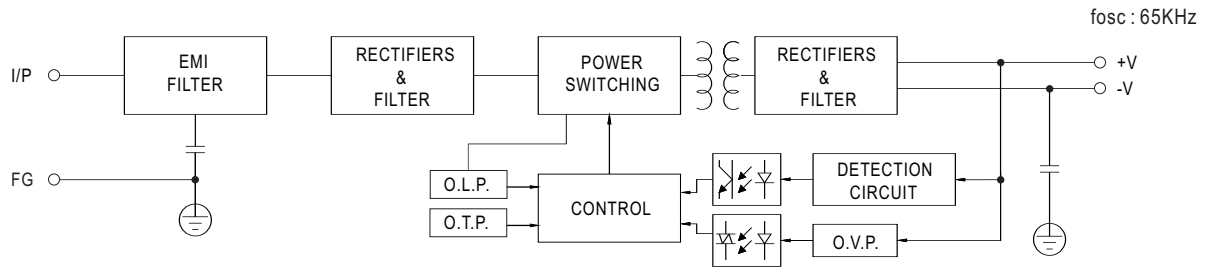 fosc : 65KHz
I/P
EMI
FILTER
RECTIFIERS
&
FILTER
POWER
SWITCHING
RECTIFIERS
&
FILTER
+V
-V
FG
O.L.P.
O.T.P.
CONTROL
DETECTION
CIRCUIT
O.V.P.